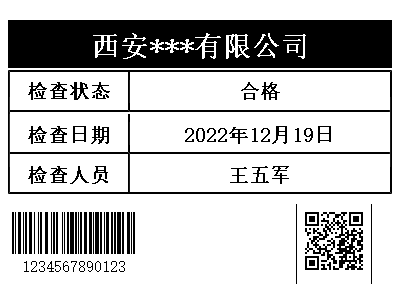 西安***有限公司
检查状态 合格
检查日期 2022年12月19日
检查人员 王五军
1234567890123